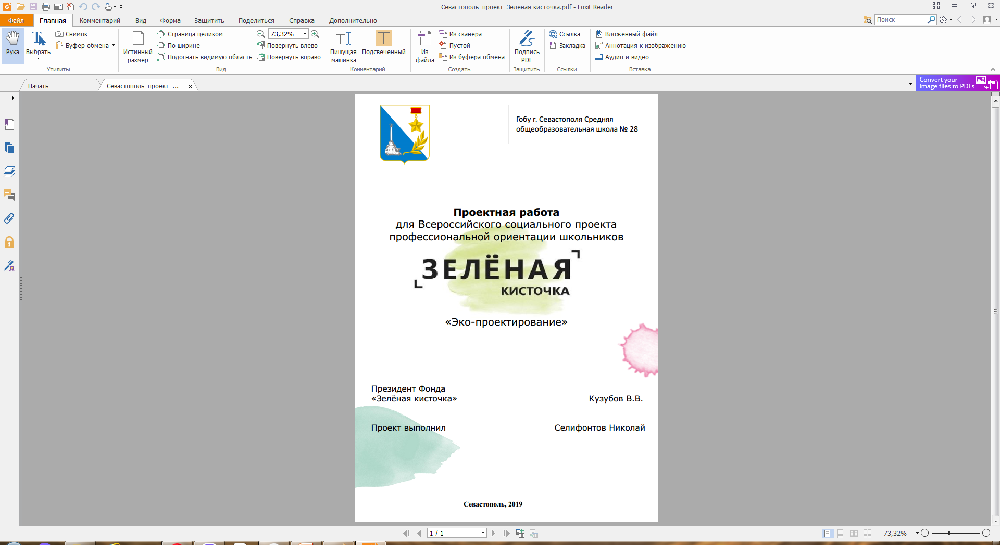 Севастополь_проект_Зеленая кисточка.pdf - Foxit Reader
Файл
Главная
Комментарий
Вид
Форма
Защитить
Поделиться
Справка
Дополнительно
Поиск
Рука
Выбрать
Снимок
Буфер обмена
Утилиты
Истинный размер
Страница целиком
По ширине
Подогнать видимую область
73,32%
Повернуть влево
Повернуть вправо
Вид
Пишущая машинка
Подсвеченный
Комментарий
Из файла
Из сканера
Пустой
Из буфера обмена
Создать
Подпись PDF
Защитить
Ссылка
Закладка
Ссылки
Вложенный файл
Аннотация к изображению
Аудио и видео
Вставка
Начать
Севастополь_проект_...
Convert your
image files to PDFs
Гобу г. Севастополя Средняя
общеобразовательная школа № 28
Проектная работа
для Всероссийского социального проекта
профессиональной ориентации школьников
ЗЕЛЁНАЯ
КИСТОЧКА
«Эко-проектирование»
Президент Фонда
«Зелёная кисточка»
Кузубов В.В.
Проект выполнил
Селифонтов Николай
Севастополь, 2019
1 / 1
73,32%